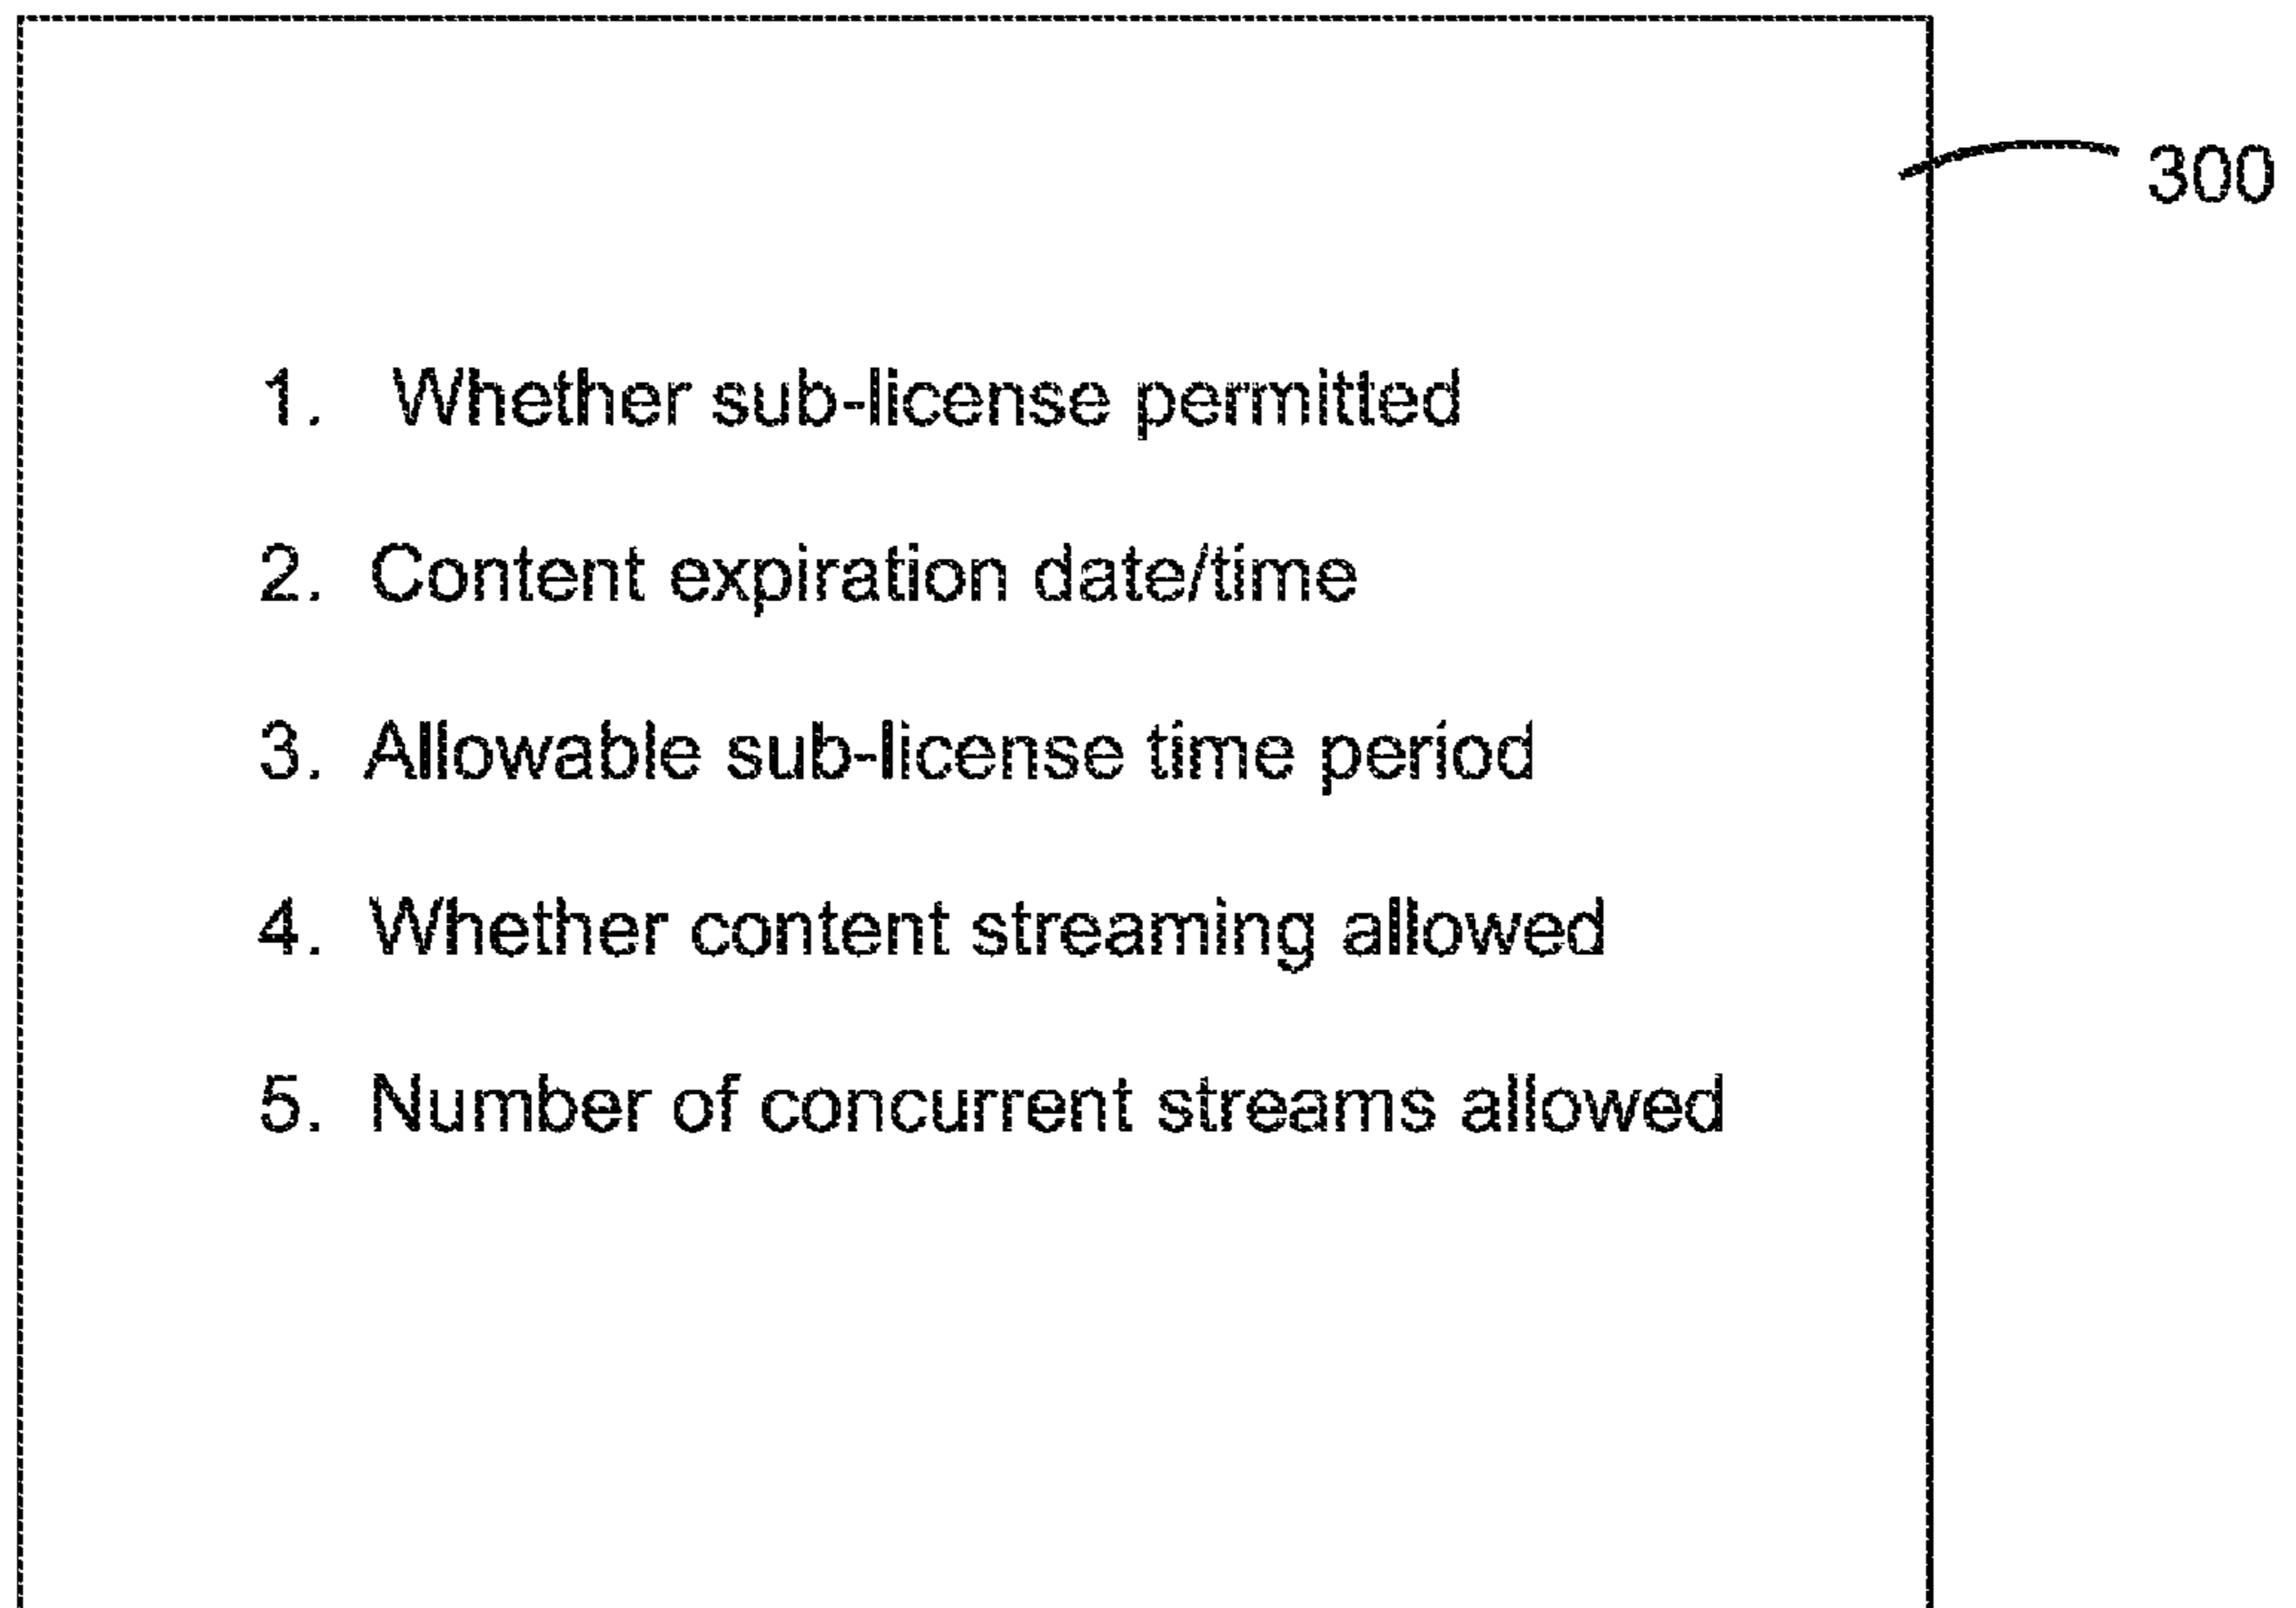 300
1. Whether sub-license permitted
2. Content expiration date/time
3. Allowable sub-license time period
4. Whether content streaming allowed
5. Number of concurrent streams allowed